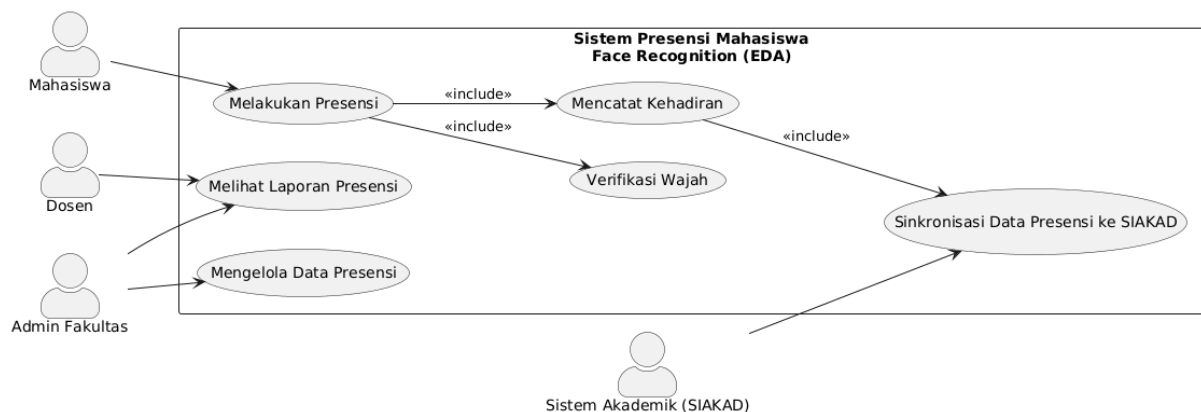 Sistem Presensi Mahasiswa
Face Recognition (EDA)
Mahasiswa
Melakukan Presensi
«include»
Mencatat Kehadiran
«include»
«include»
Verifikasi Wajah
Dosen
Melihat Laporan Presensi
Sinkronisasi Data Presensi ke SIAKAD
Mengelola Data Presensi
Admin Fakultas
Sistem Akademik (SIAKAD)